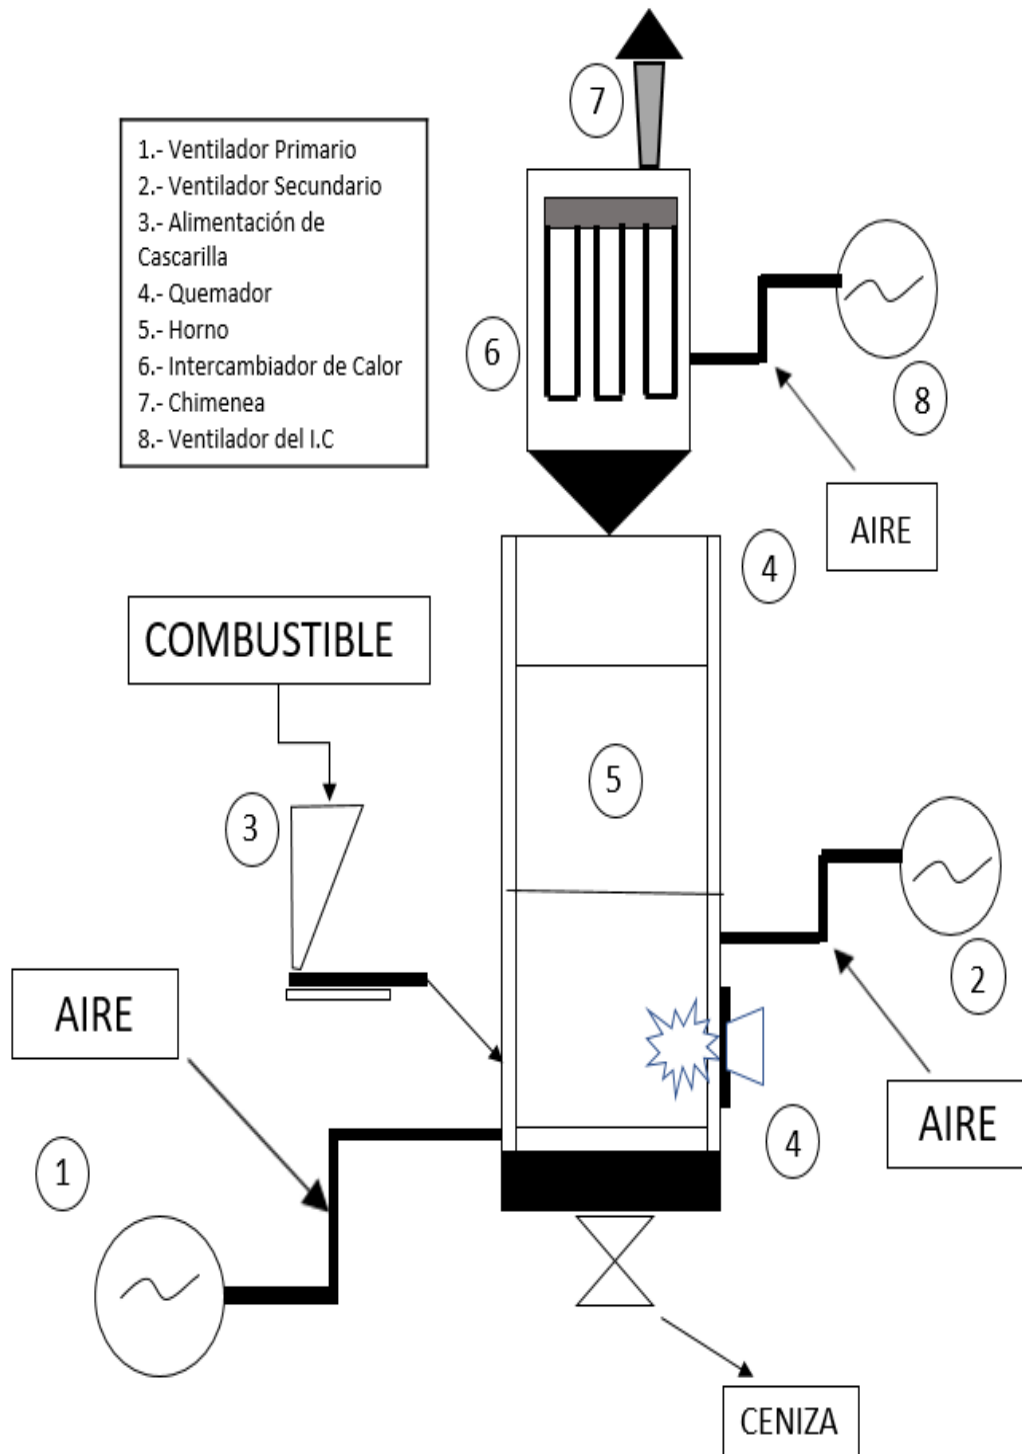 7
1.- Ventilador Primario
2.- Ventilador Secundario
3.- Alimentación de
Cascarilla
4.- Quemador
5.- Horno
6.- Intercambiador de Calor
7.- Chimenea
8.- Ventilador del I.C
6
8
AIRE
4
COMBUSTIBLE
5
3
2
AIRE
AIRE
4
1
CENIZA